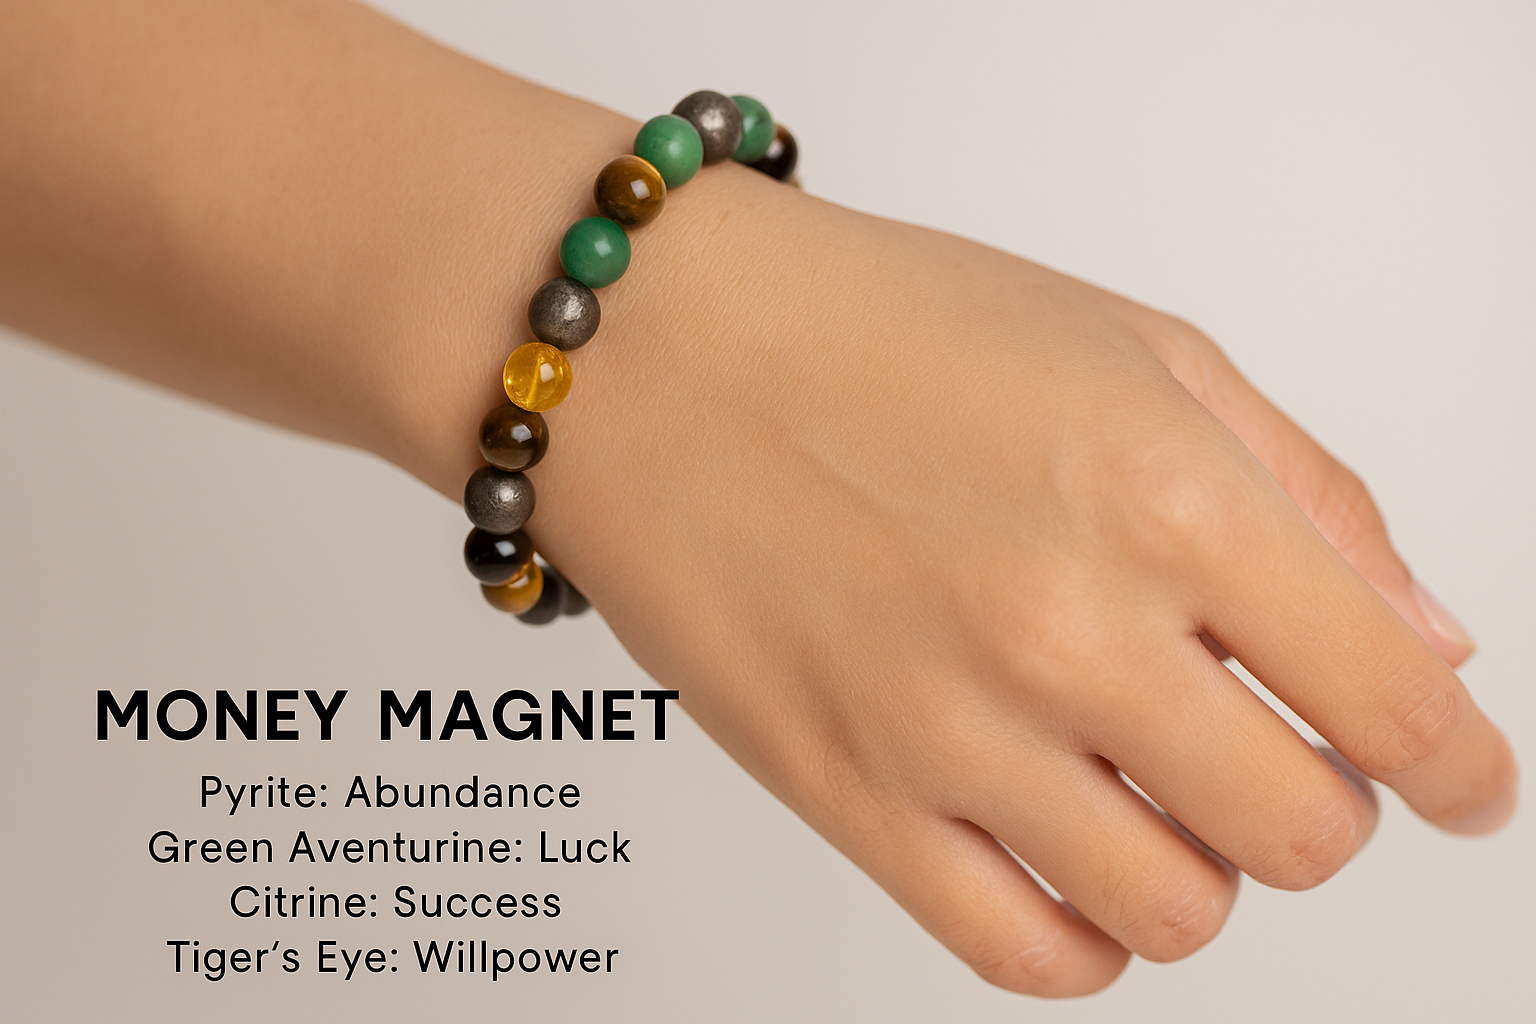 MONEY MAGNET
Pyrite: Abundance
Green Aventurine: Luck
Citrine: Success
Tiger‘s Eye: Willpower